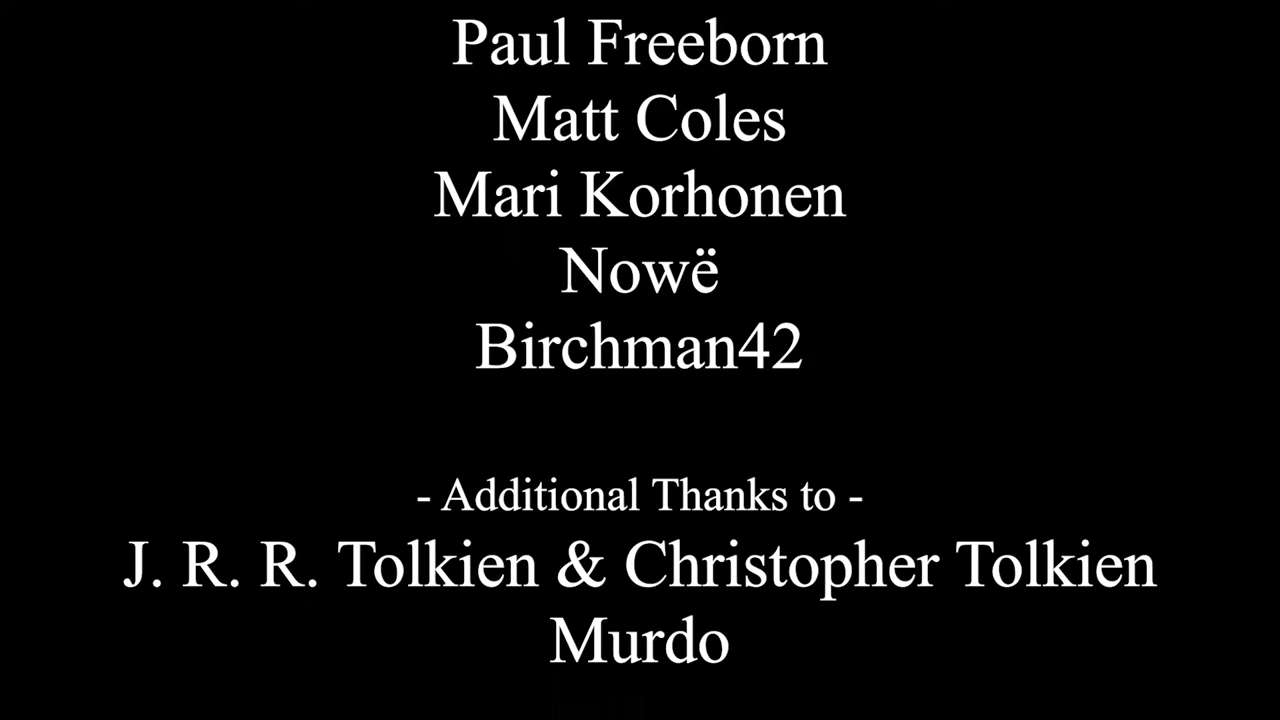 Paul Freeborn
Matt Coles
Mari Korhonen
Nowë
Birchman42
- Additional Thanks to -
J. R. R. Tolkien & Christopher Tolkien
Murdo